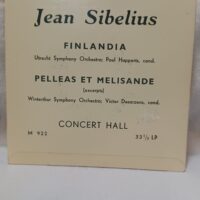 Jean Sibelius
FINLANDIA
Utrecht Symphony Orchestra; Paul Hupperts, cond.
PELLEAS ET MELISANDE
(excerpts)
Winterthur Symphony Orchestra; Victor Desarzens, cond.
CONCERT HALL
M 922 33⅓ LP